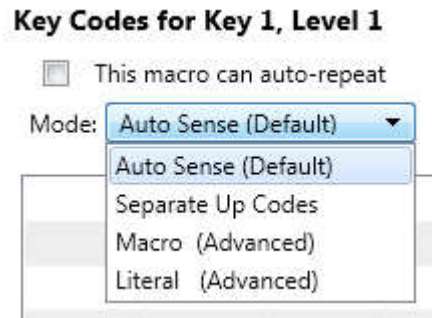 Key Codes for Key 1, Level 1
This macro can auto-repeat
Mode: Auto Sense (Default)
Auto Sense (Default)
Separate Up Codes
Macro (Advanced)
Literal (Advanced)